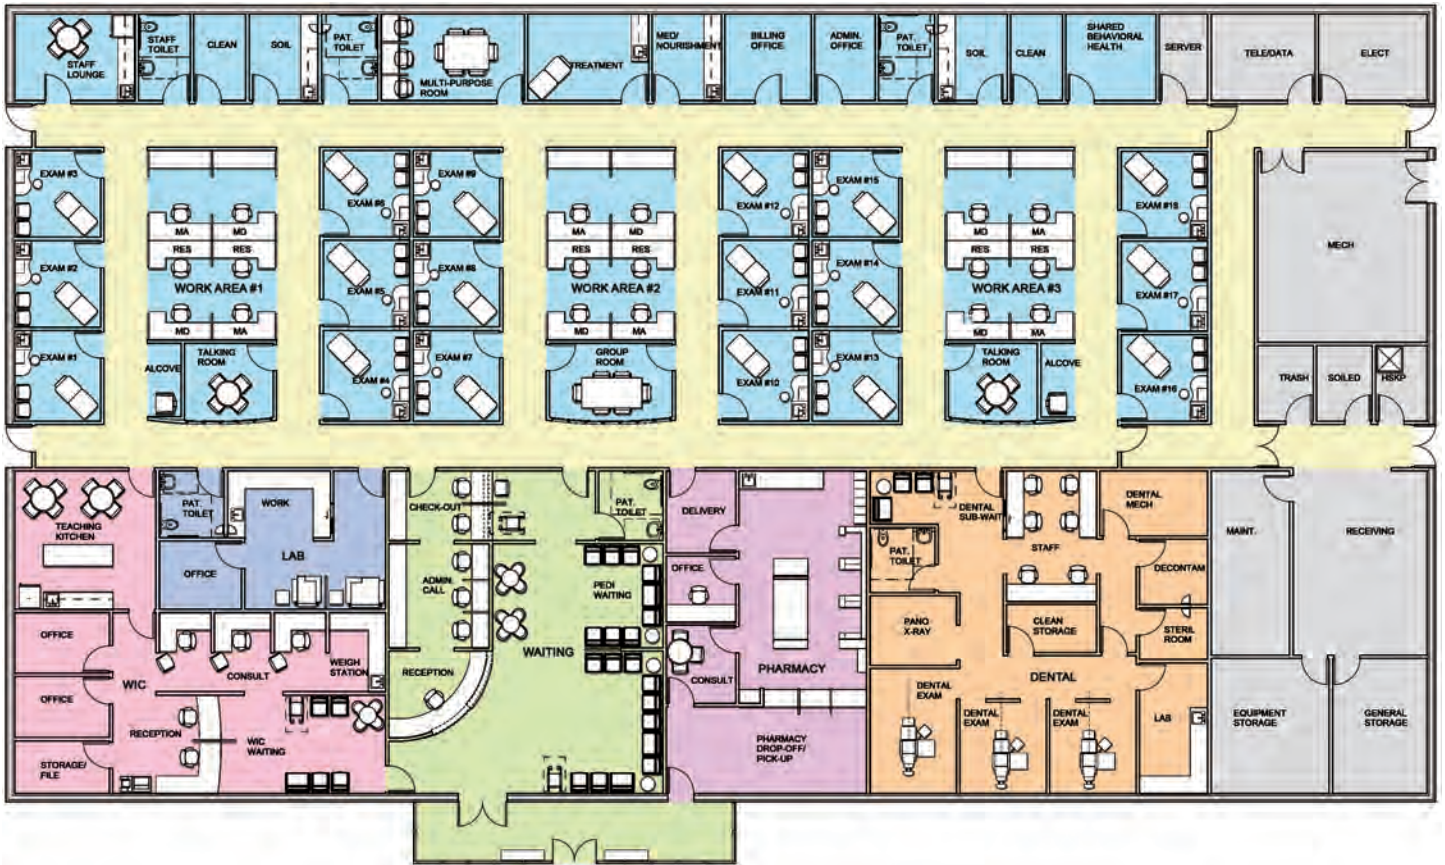 STAFF
LOUNGE
STAFF
TOILET
CLEAN
SOIL
PAT.
TOILET
MULTI-PURPOSE
ROOM
TREATMENT
MED/
NOURISHMENT
BILLING
OFFICE
ADMIN.
OFFICE
PAT.
TOILET
SOIL
CLEAN
SHARED
BEHAVIORAL
HEALTH
SERVER
TELE/DATA
ELECT
EXAM #3
MA
MD
RES
RES
EXAM #2
WORK AREA #1
MD
MA
EXAM #1
ALCOVE
TALKING
ROOM
EXAM #6
EXAM #5
EXAM #4
EXAM #9
EXAM #8
EXAM #7
MA
MD
RES
RES
WORK AREA #2
MD
MA
GROUP
ROOM
EXAM #12
EXAM #11
EXAM #10
EXAM #15
EXAM #14
EXAM #13
MD
MA
RES
RES
WORK AREA #3
MD
MA
TALKING
ROOM
ALCOVE
EXAM #18
EXAM #17
EXAM #16
MECH
TRASH
SOILED
HSKP
TEACHING
KITCHEN
PAT.
TOILET
WORK
LAB
OFFICE
OFFICE
OFFICE
STORAGE/
FILE
WIC
CONSULT
WEIGH
STATION
RECEPTION
WIC
WAITING
CHECK-OUT
ADMIN.
CALL
RECEPTION
PAT.
TOILET
PEDI
WAITING
WAITING
DELIVERY
OFFICE
CONSULT
PHARMACY
PHARMACY
DROP-OFF/
PICK-UP
DENTAL
SUB-WAIT
PAT.
TOILET
STAFF
DENTAL
MECH
DECONTAM
PANO
X-RAY
CLEAN
STORAGE
STERIL
ROOM
DENTAL
DENTAL
EXAM
DENTAL
EXAM
DENTAL
EXAM
LAB
MAINT.
RECEIVING
EQUIPMENT
STORAGE
GENERAL
STORAGE